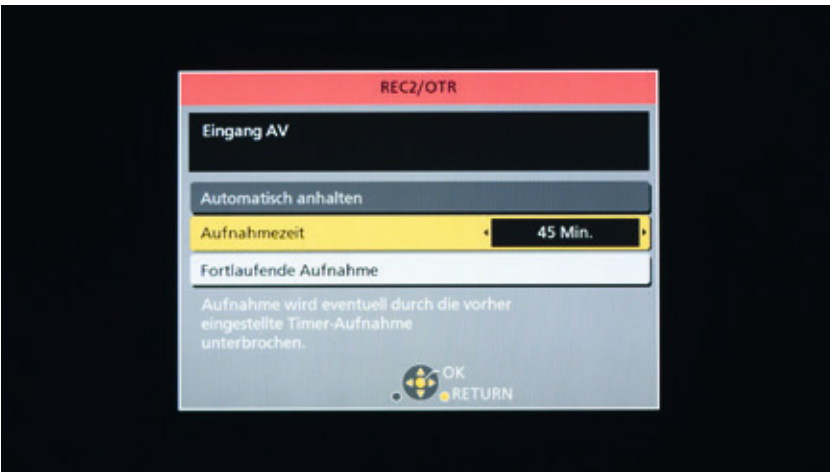 REC2/OTR
Eingang AV
Automatisch anhalten
Aufnahmezeit 45 Min.
Fortlaufende Aufnahme
Aufnahme wird eventuell durch die vorher
eingestellte Timer-Aufnahme
unterbrochen.
OK
RETURN